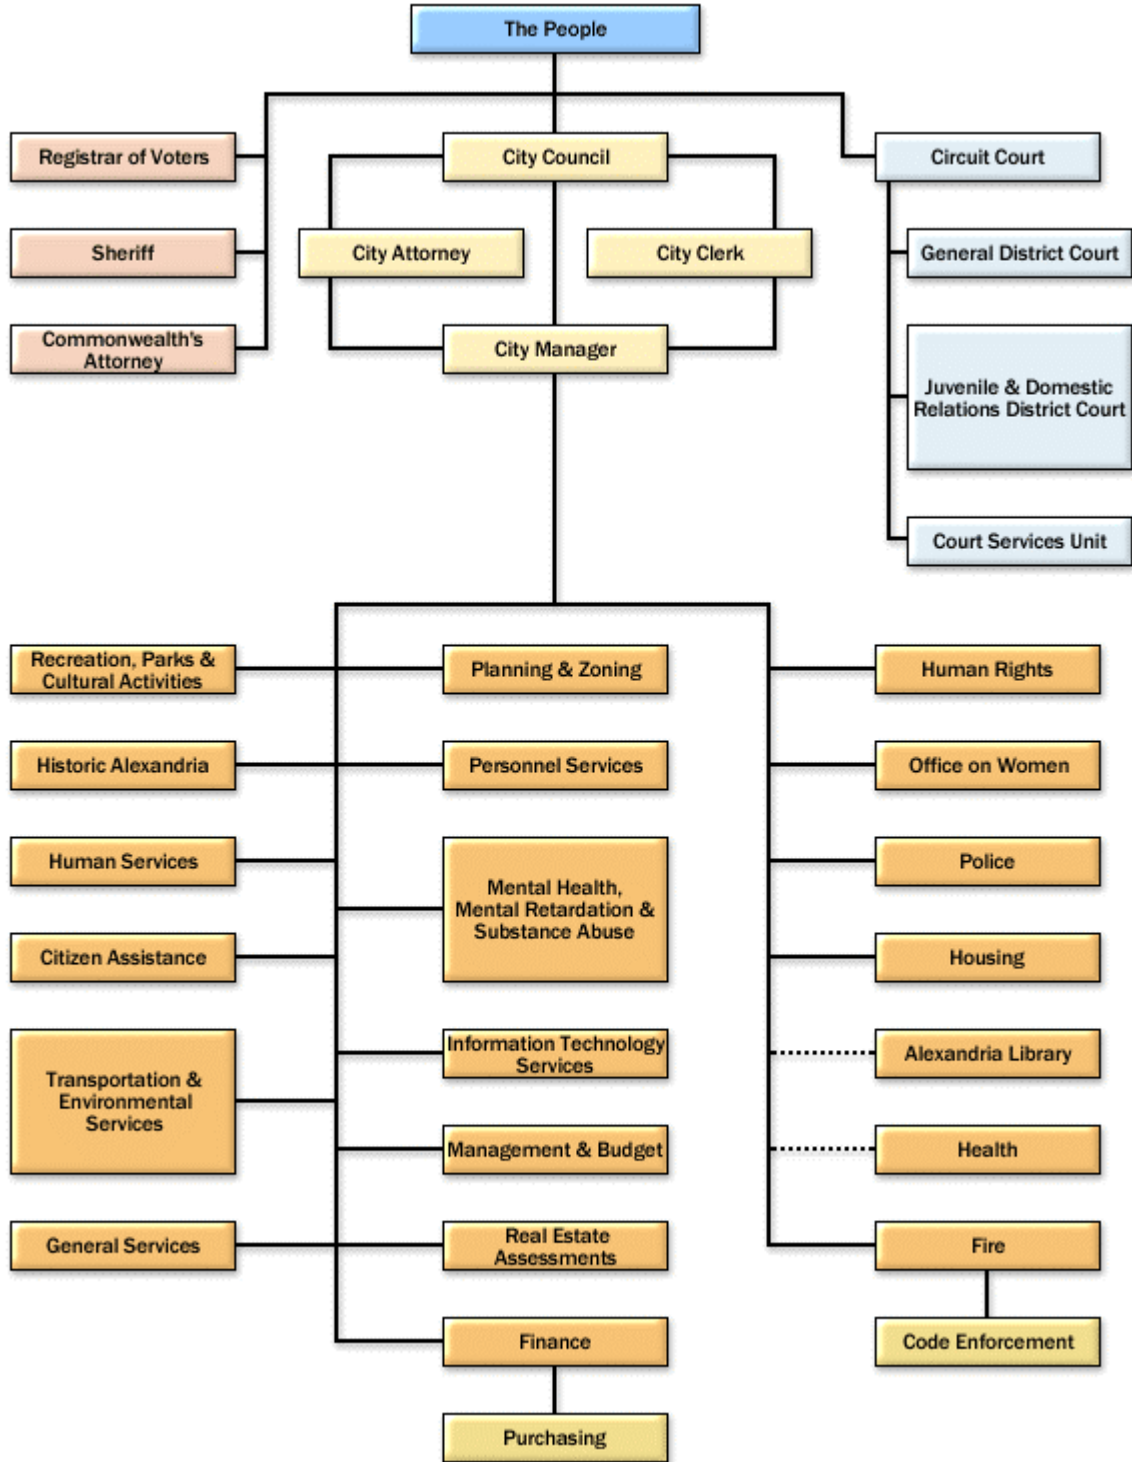 The People
Registrar of Voters
City Council
Circuit Court
Sheriff
City Attorney
City Clerk
General District Court
Commonwealth's
Attorney
City Manager
Juvenile & Domestic
Relations District Court
Court Services Unit
Recreation, Parks &
Cultural Activities
Planning & Zoning
Human Rights
Historic Alexandria
Personnel Services
Office on Women
Human Services
Mental Health,
Mental Retardation &
Substance Abuse
Police
Citizen Assistance
Housing
Transportation &
Environmental
Services
Information Technology
Services
Alexandria Library
Management & Budget
Health
General Services
Real Estate
Assessments
Fire
Finance
Code Enforcement
Purchasing